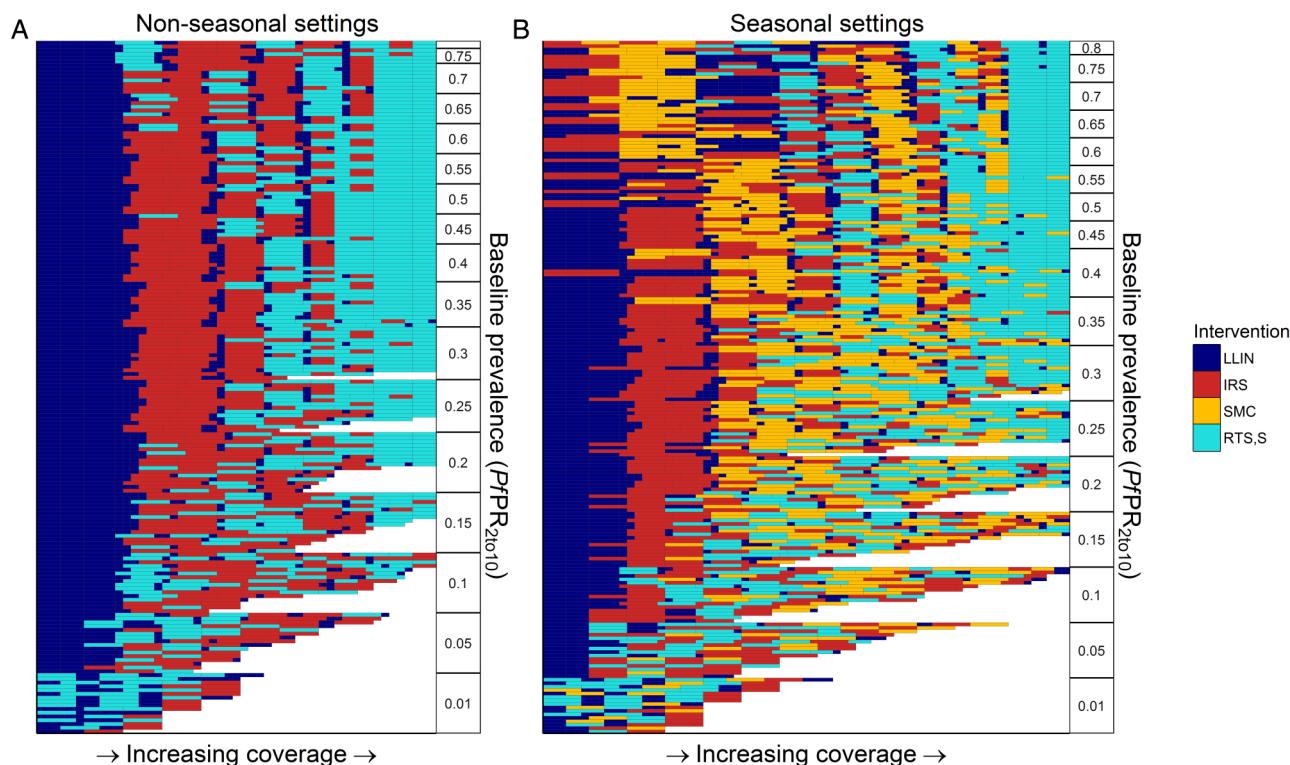 A
Non-seasonal settings
0.75
0.7
0.65
0.6
0.55
0.5
0.45
0.4
0.35
0.3
0.25
0.2
0.15
0.1
0.05
0.01
Baseline prevalence (PfPR2to10)
→ Increasing coverage →
B
Seasonal settings
0.8
0.75
0.7
0.65
0.6
0.55
0.5
0.45
0.4
0.35
0.3
0.25
0.2
0.15
0.1
0.05
0.01
Baseline prevalence (PfPR2to10)
→ Increasing coverage →
Intervention
LLIN
IRS
SMC
RTS,S